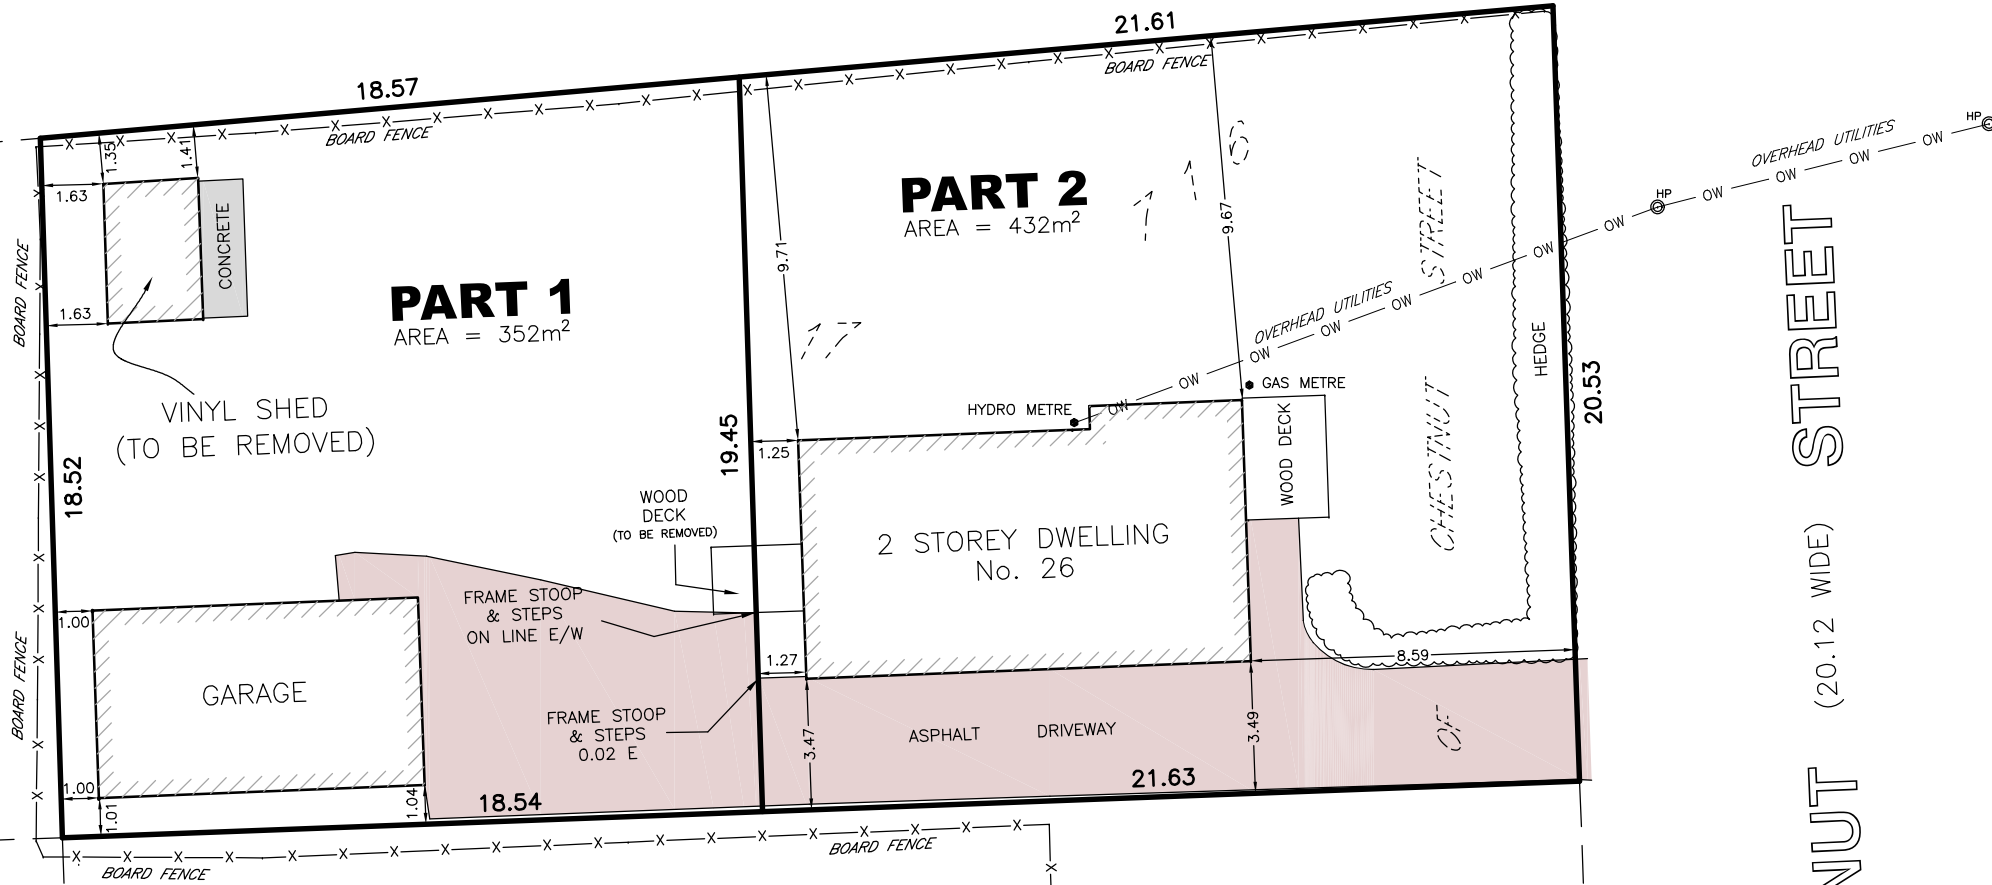 21.61
18.57
BOARD FENCE
BOARD FENCE
HP
OVERHEAD UTILITIES
OW
OW
OW
OW
HP
1.35
1.41
1.63
CONCRETE
1.63
BOARD FENCE
PART 1
AREA = 352m²
VINYL SHED
(TO BE REMOVED)
18.52
PART 2
AREA = 432m²
9.71
9.67
17
7 1 6
STREET
OW
OW
OW
OW
OW
OVERHEAD UTILITIES
OW
OW
OW
HYDRO METRE
GAS METRE
WOOD DECK
HEDGE
20.53
19.45
1.25
WOOD
DECK
(TO BE REMOVED)
2 STOREY DWELLING
No. 26
CHESTNUT
STREET
(20.12 WIDE)
NUT
FRAME STOOP
& STEPS
ON LINE E/W
1.00
GARAGE
1.00
1.01
1.04
BOARD FENCE
1.27
8.59
FRAME STOOP
& STEPS
0.02 E
3.47
ASPHALT DRIVEWAY
3.49
OF
18.54
21.63
BOARD FENCE
BOARD FENCE